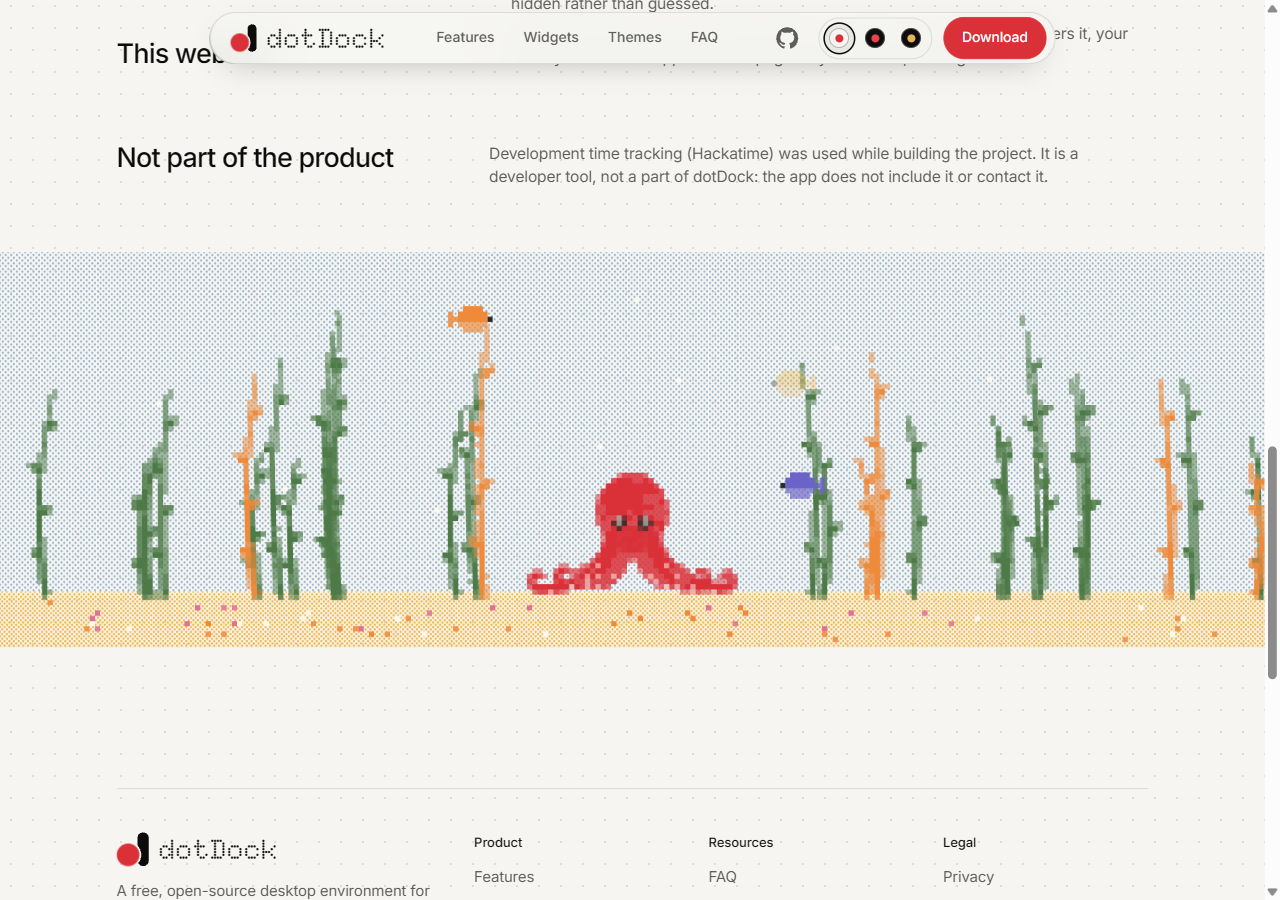 hidden rather than guessed.
dotDock
Features
Widgets
Themes
FAQ
Download
ers it, your
This web
Not part of the product
Development time tracking (Hackatime) was used while building the project. It is a
developer tool, not a part of dotDock: the app does not include it or contact it.
dotDock
A free, open-source desktop environment for
Product
Features
Resources
FAQ
Legal
Privacy